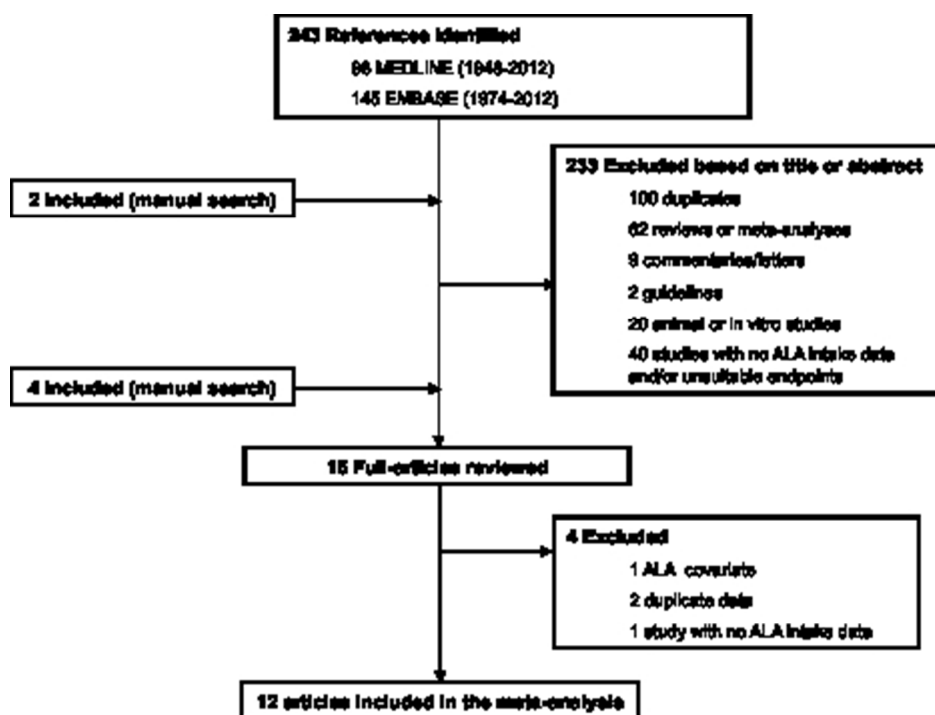 243 References Identified
MEDLINE
145 EMBASE (1974-2012)
2 Included (manual search)
233 Excluded based on title or abstract
100 duplicates
62 reviews or meta-analyses
9 commentaries/letters
2 guidelines
20 animal or in vitro studies
40 studies with no ALA intake data
and/or unsuitable endpoints
4 Included (manual search)
Full-articles reviewed
4 Excluded
1 ALA covariate
2 duplicate data
1 study with no ALA intake data
12 articles included in the meta-analysis